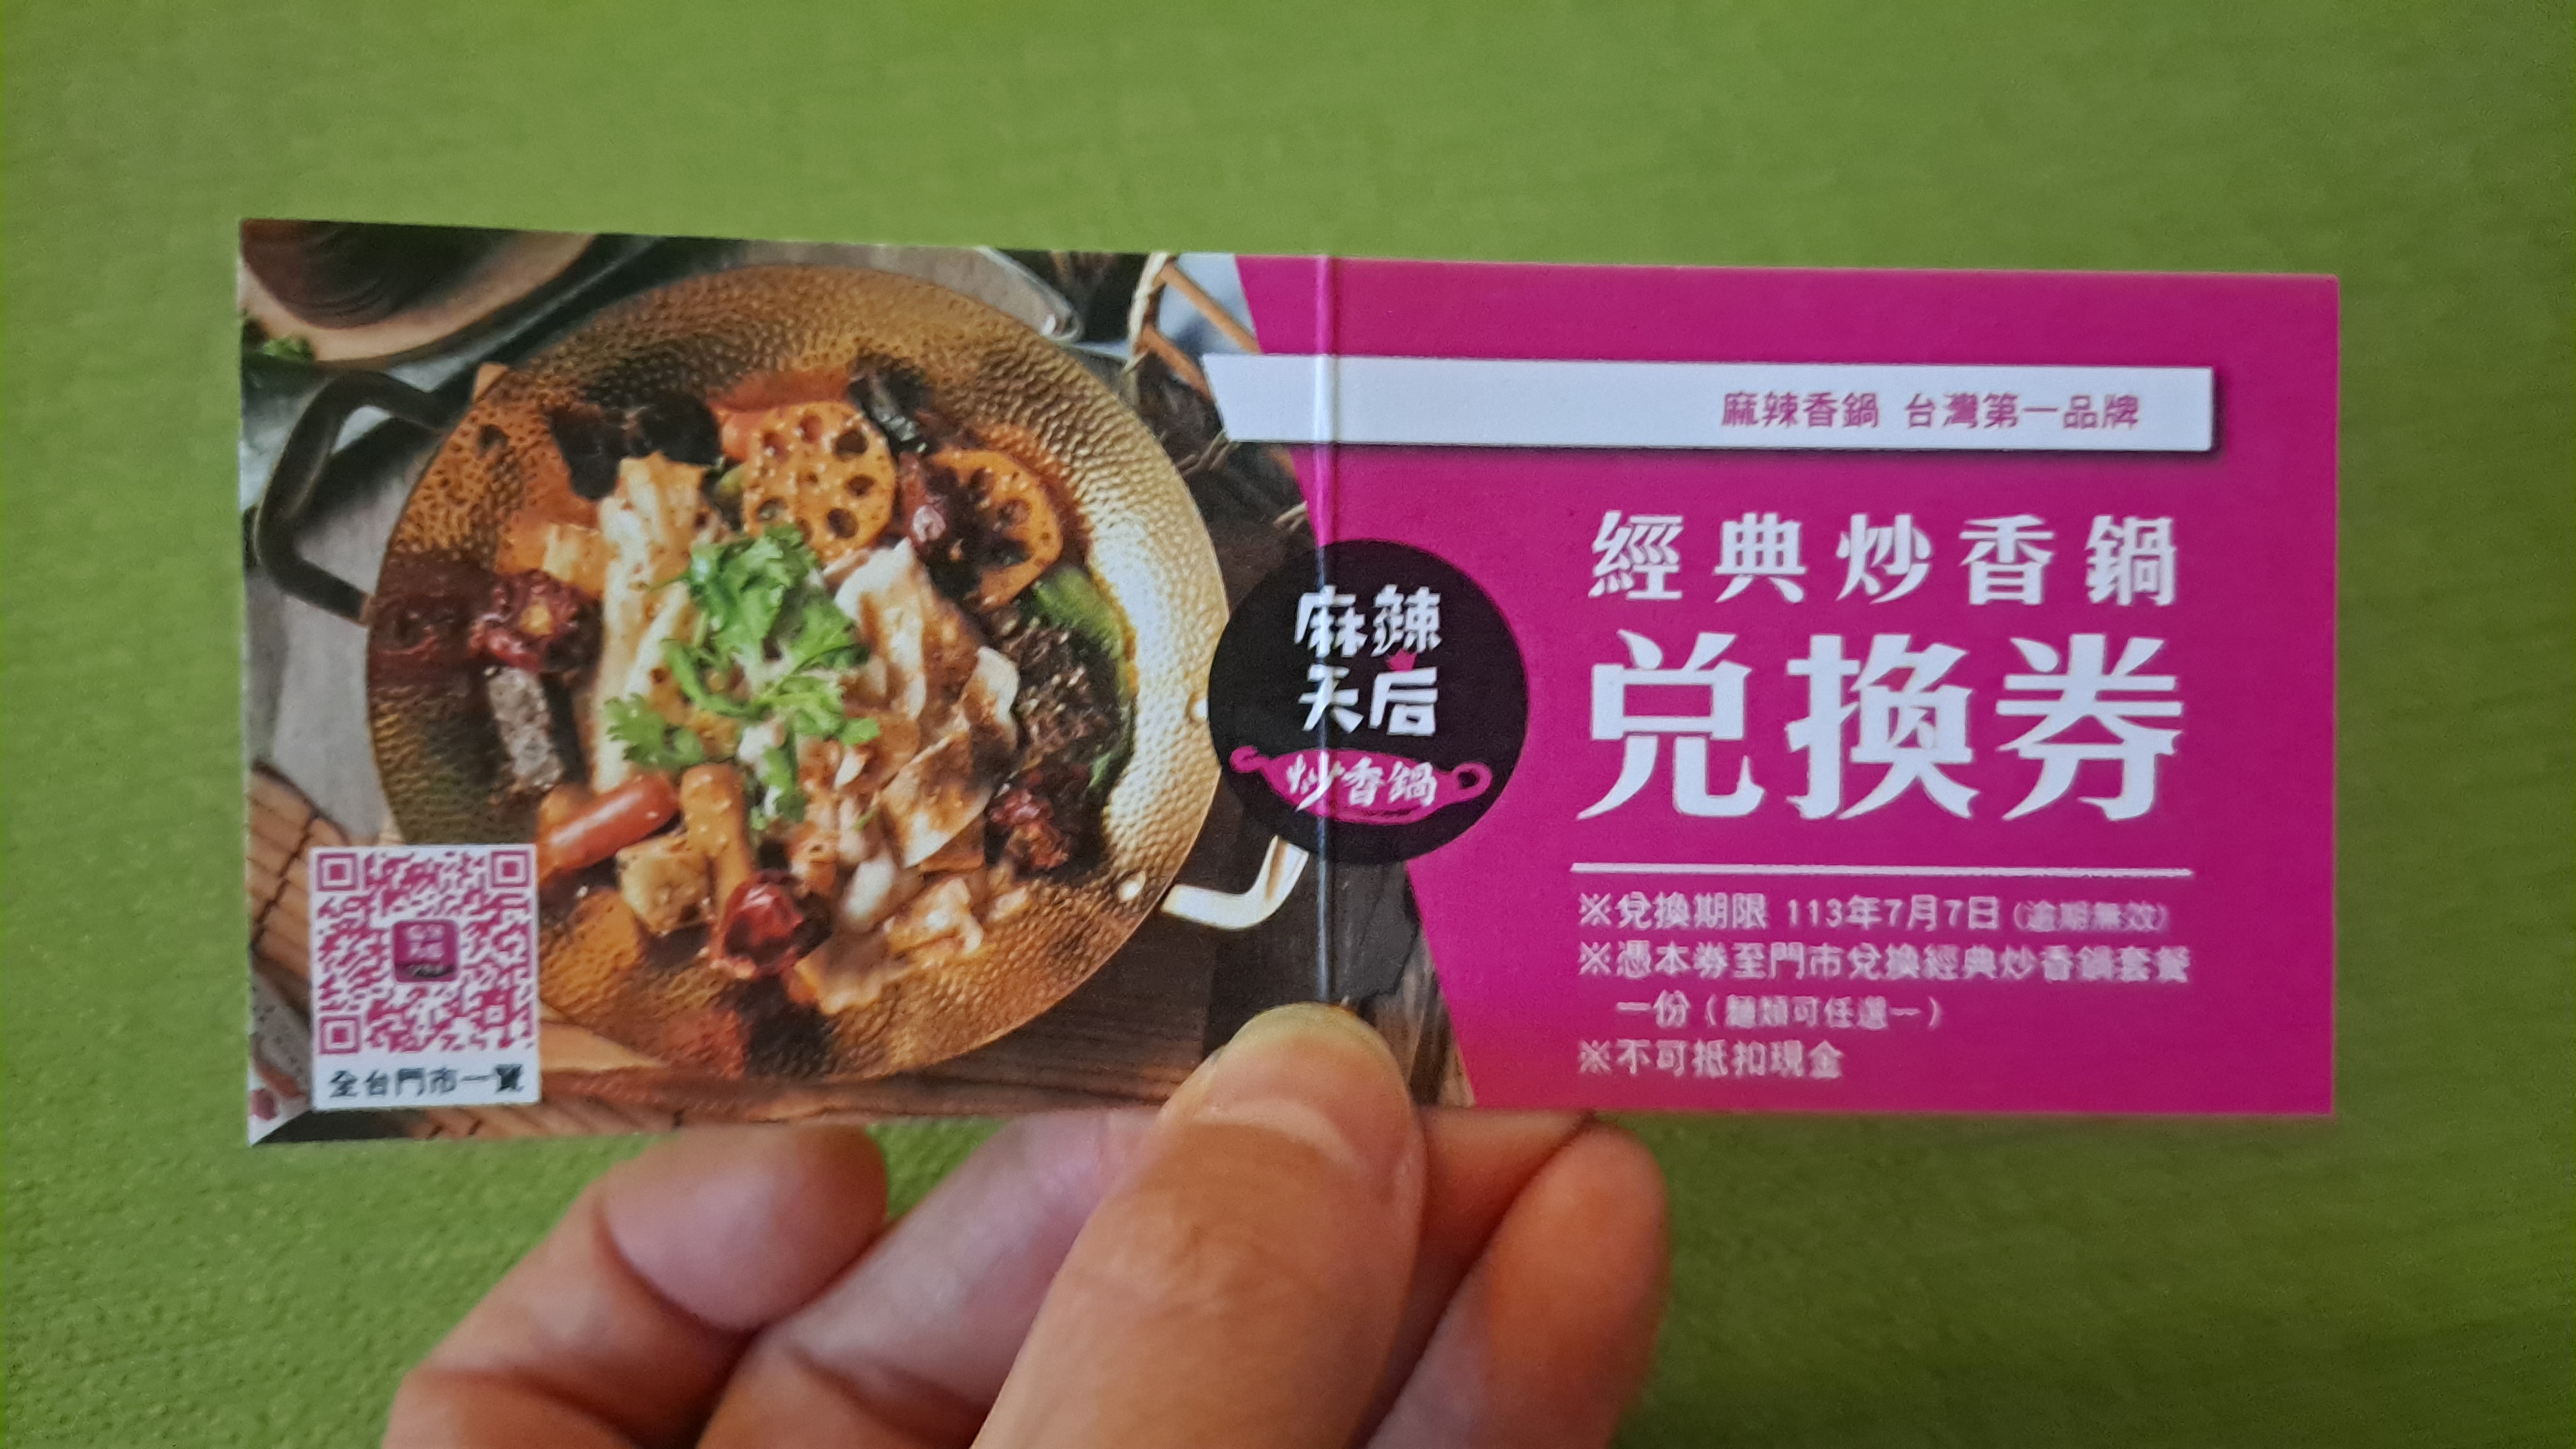 麻辣香鍋 台灣第一品牌
經典炒香鍋
兌換券
麻辣
天后
炒香鍋
※兌換期限 113年7月7日(逾期無效)
※憑本券至門市兌換經典炒香鍋套餐
一份(麵類可任選一)
※不可抵扣現金
全台門市一覽